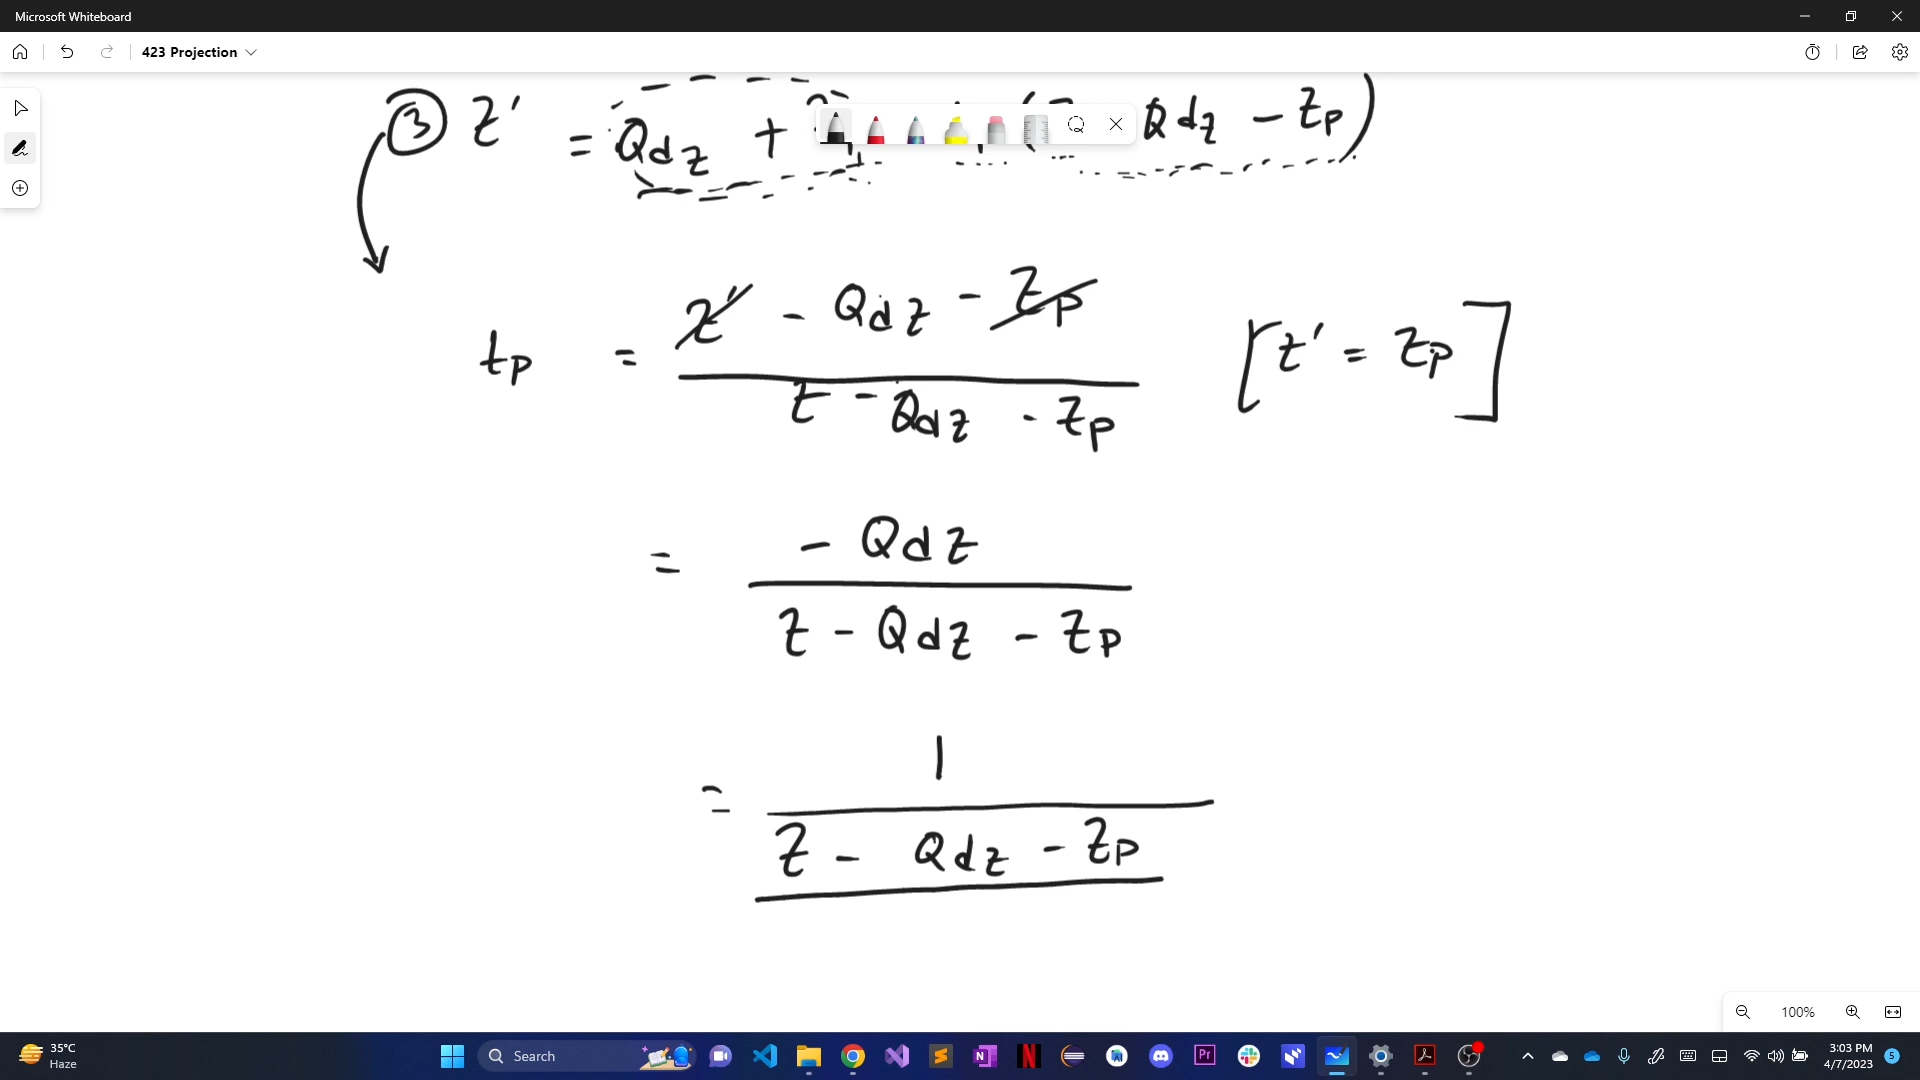 Microsoft Whiteboard
423 Projection
③ z' = Qdz + (Qdz - zp)
tp = z' - Qdz - zp
z - Qdz - zp
[z' = zp]
= - Qdz
z - Qdz - zp
= 1
z - Qdz - zp
100%
35°C
Haze
Search
3:03 PM
4/7/2023
5